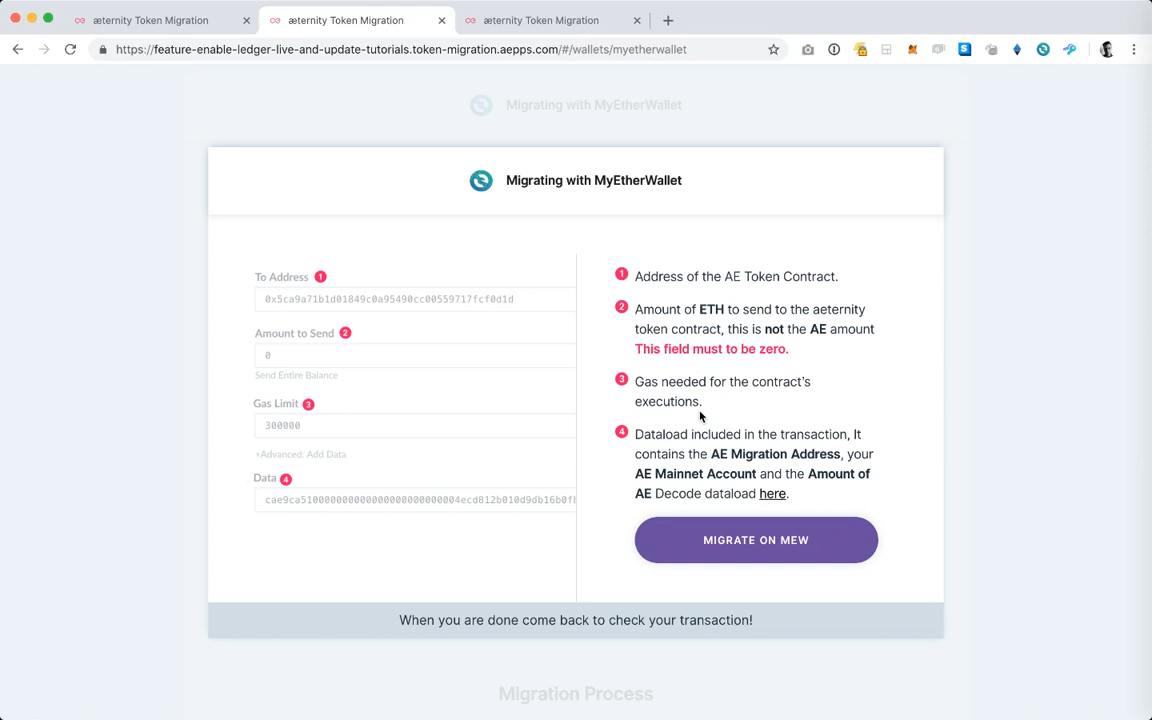 æternity Token Migration
æternity Token Migration
æternity Token Migration
https://feature-enable-ledger-live-and-update-tutorials.token-migration.aepps.com/#/wallets/myetherwallet
Migrating with MyEtherWallet
Migrating with MyEtherWallet
To Address 1
0x5ca9a71b1d01849c0a95490cc00559717fcf0d1d
Amount to Send 2
0
Send Entire Balance
Gas Limit 3
300000
+Advanced: Add Data
Data 4
cae9ca510000000000000000000000004ecd812b010d9db16b0fb
1 Address of the AE Token Contract.
2 Amount of ETH to send to the aeternity
token contract, this is not the AE amount
This field must to be zero.
3 Gas needed for the contract's
executions.
4 Dataload included in the transaction, It
contains the AE Migration Address, your
AE Mainnet Account and the Amount of
AE Decode dataload here.
MIGRATE ON MEW
When you are done come back to check your transaction!
Migration Process